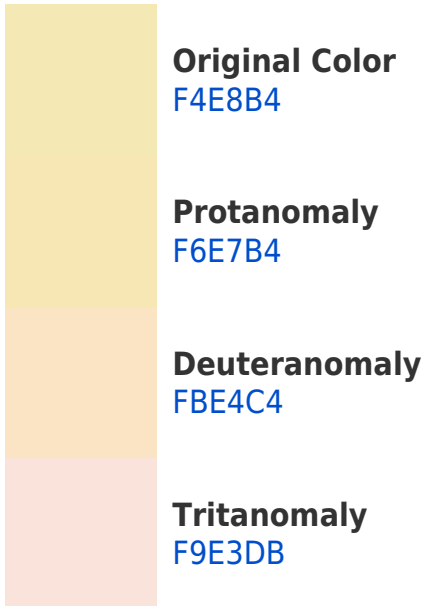 Original Color
F4E8B4
Protanomaly
F6E7B4
Deuteranomaly
FBE4C4
Tritanomaly
F9E3DB